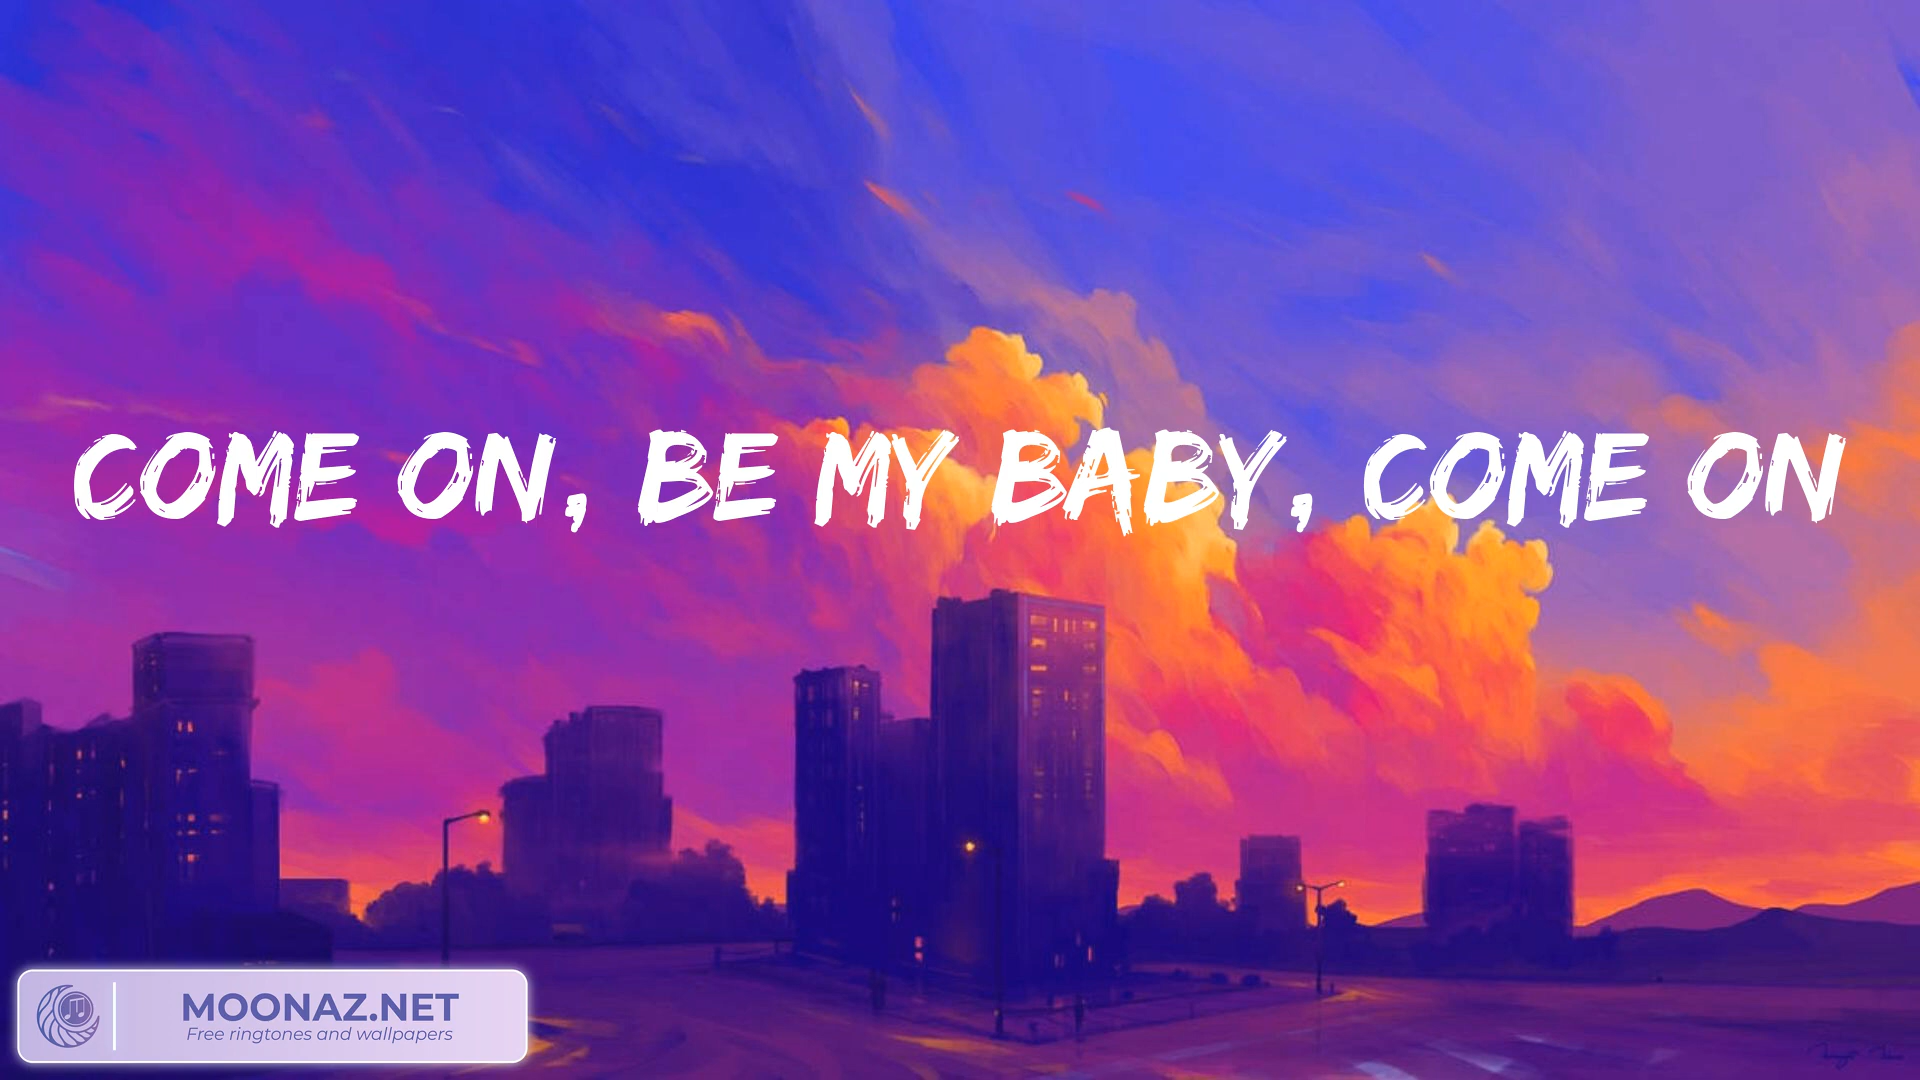 COME ON, BE MY BABY, COME ON
MOONAZ.NET
Free ringtones and wallpapers